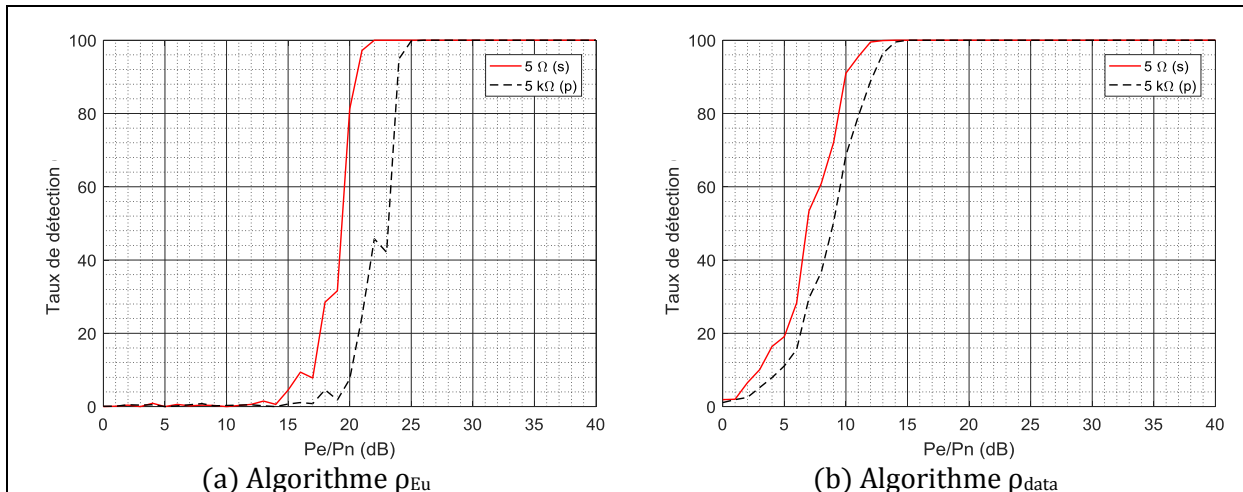 100
80
60
40
20
0
Taux de détection
5 Ω (s)
5 kΩ (p)
0 5 10 15 20 25 30 35 40
Pe/Pn (dB)
(a) Algorithme ρEu
100
80
60
40
20
0
Taux de détection
5 Ω (s)
5 kΩ (p)
0 5 10 15 20 25 30 35 40
Pe/Pn (dB)
(b) Algorithme ρdata